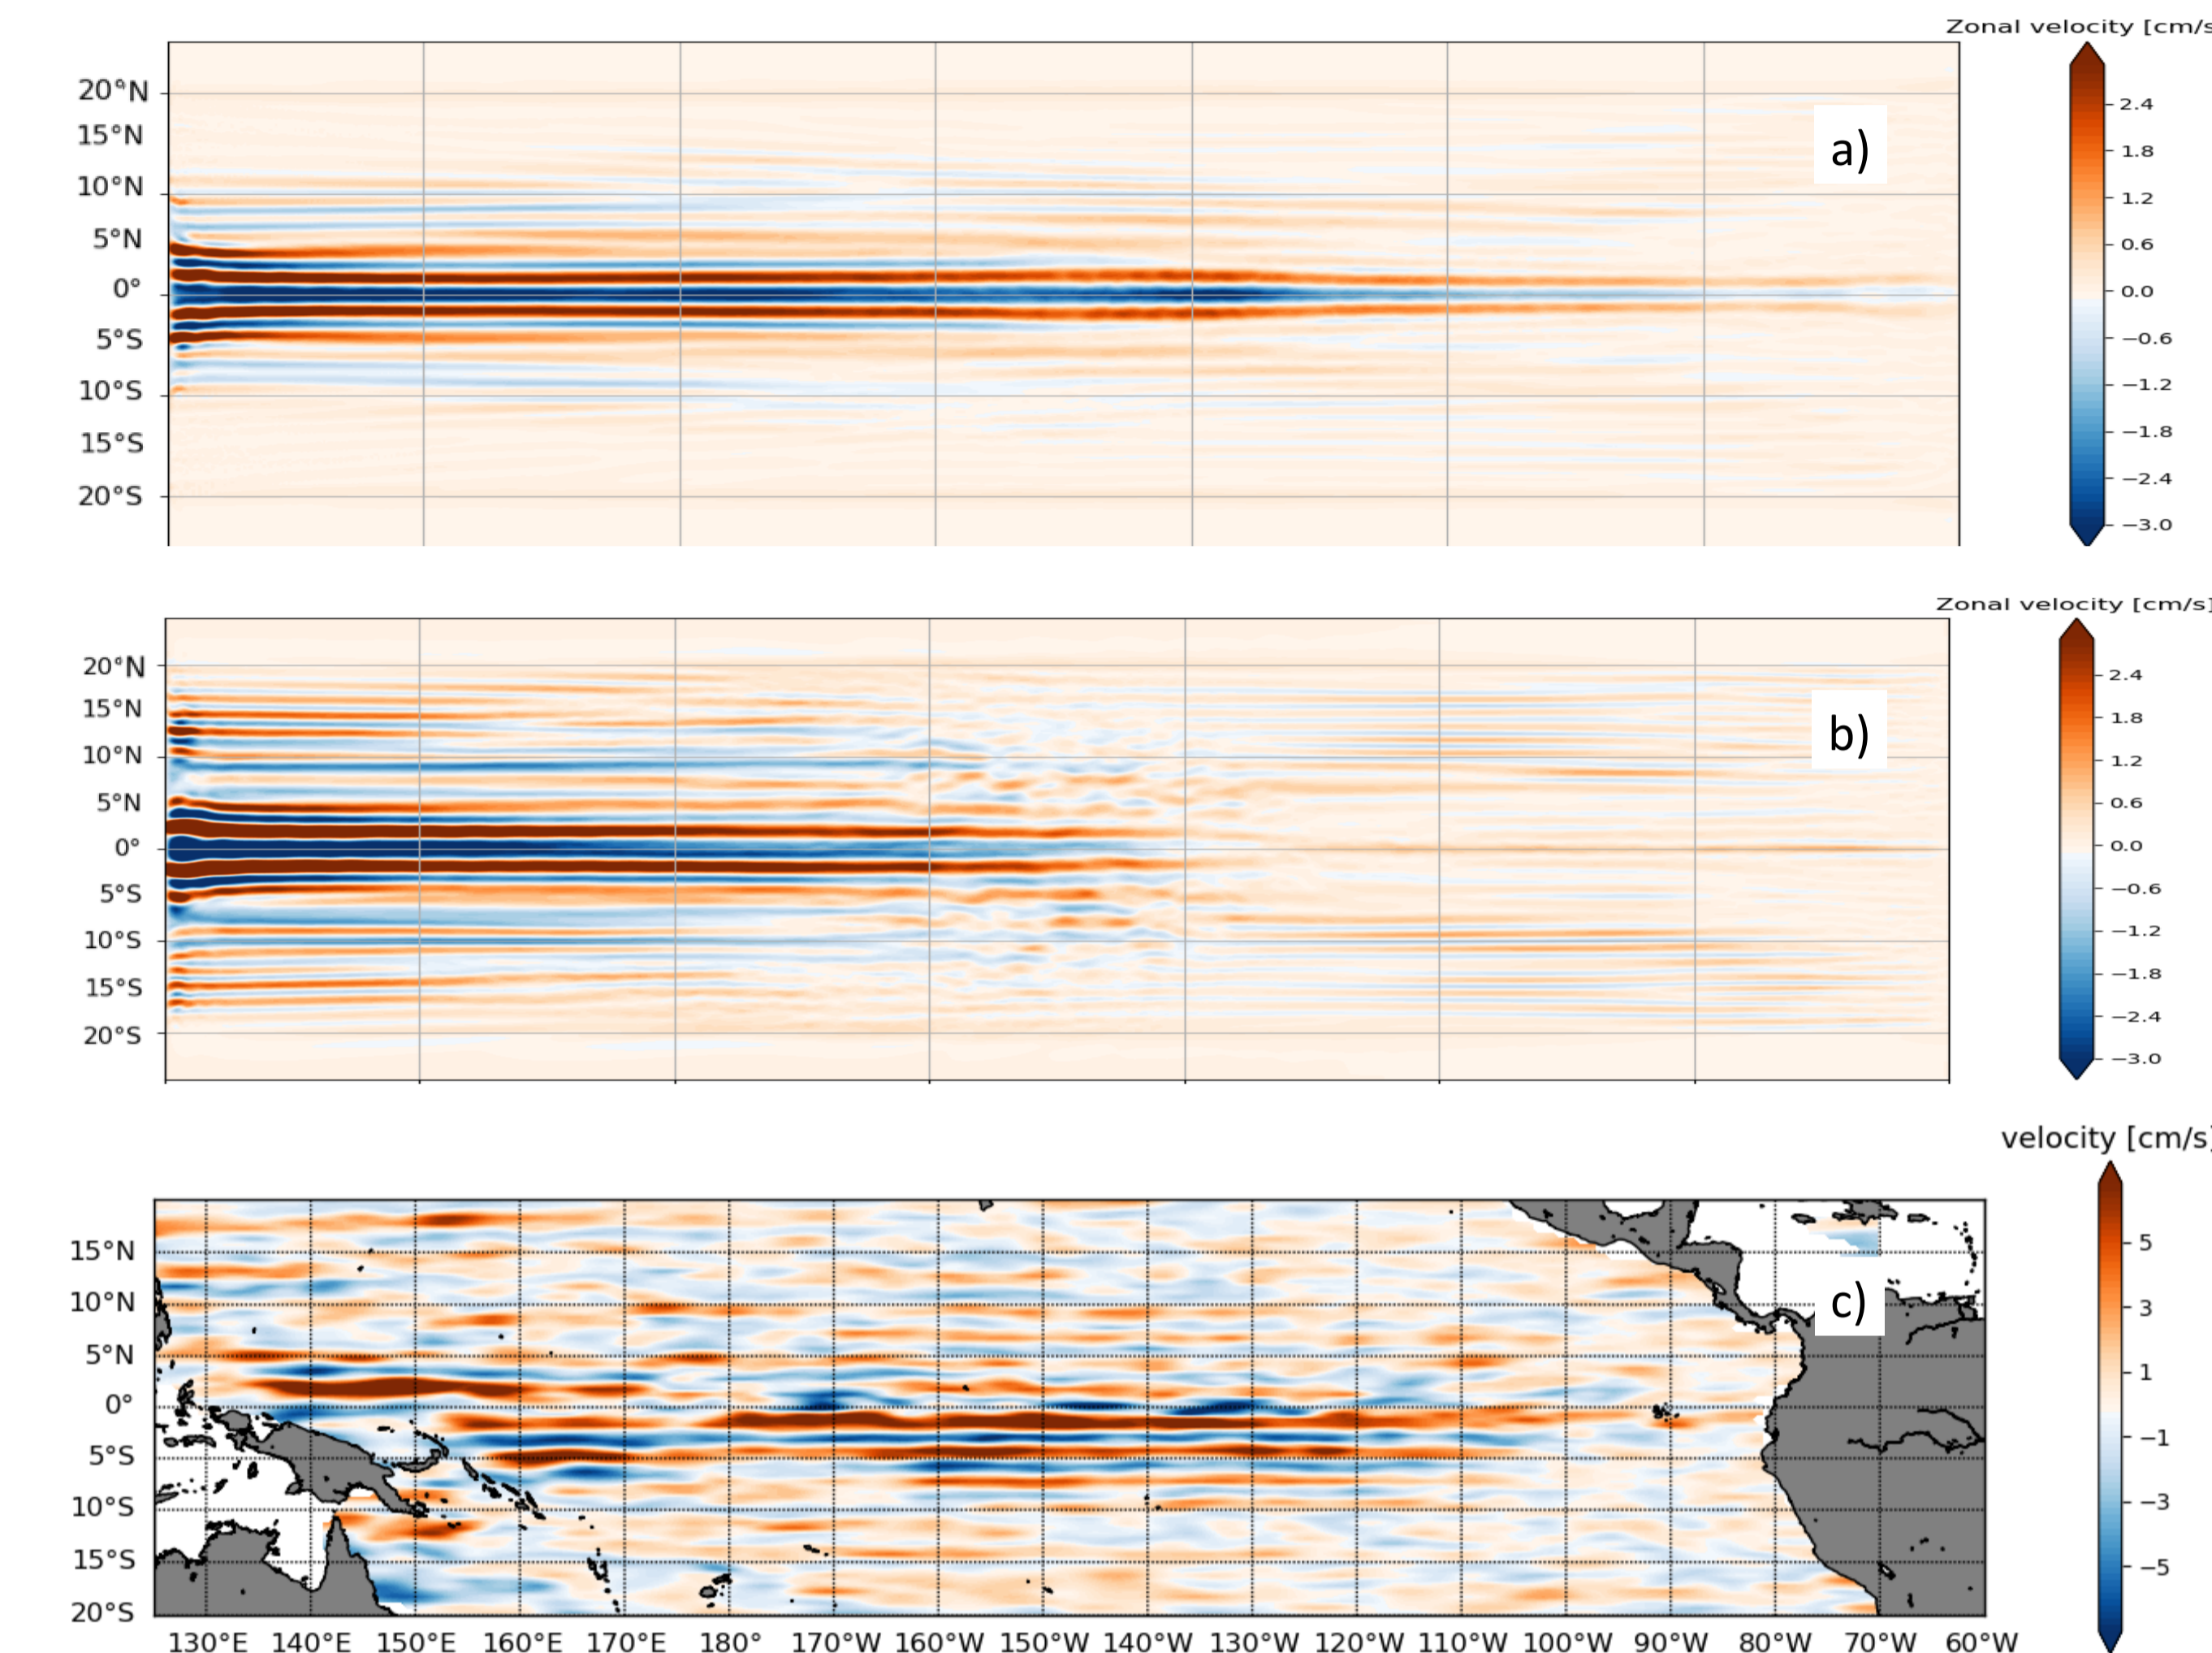 Zonal velocity [cm/s
20°N
15°N
10°N
5°N
0°
5°S
10°S
15°S
20°S
a)
2.4
1.8
1.2
0.6
0.0
−0.6
−1.2
−1.8
−2.4
−3.0
Zonal velocity [cm/s]
20°N
15°N
10°N
5°N
0°
5°S
10°S
15°S
20°S
b)
2.4
1.8
1.2
0.6
0.0
−0.6
−1.2
−1.8
−2.4
−3.0
velocity [cm/s]
15°N
10°N
5°N
0°
5°S
10°S
15°S
20°S
c)
5
3
1
−1
−3
−5
130°E 140°E 150°E 160°E 170°E 180° 170°W 160°W 150°W 140°W 130°W 120°W 110°W 100°W 90°W 80°W 70°W 60°W